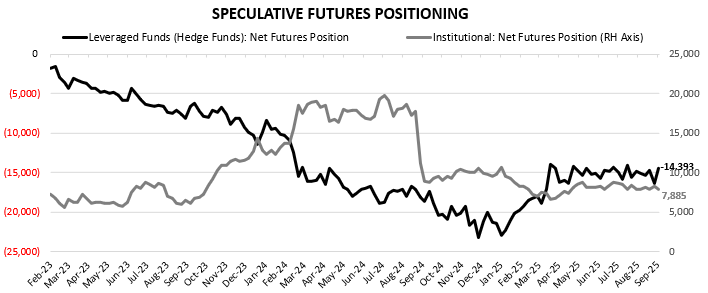 SPECULATIVE FUTURES POSITIONING
Leveraged Funds (Hedge Funds): Net Futures Position
Institutional: Net Futures Position (RH Axis)
0 25,000
(5,000) 20,000
(10,000) 15,000
(15,000) 10,000
-14,393
(20,000) 5,000
7,885
(25,000) 0
Feb-23 Mar-23 Apr-23 May-23 Jun-23 Jul-23 Aug-23 Sep-23 Oct-23 Nov-23 Dec-23 Jan-24 Feb-24 Mar-24 Apr-24 May-24 Jun-24 Jul-24 Aug-24 Sep-24 Oct-24 Nov-24 Dec-24 Jan-25 Feb-25 Mar-25 Apr-25 May-25 Jun-25 Jul-25 Aug-25 Sep-25